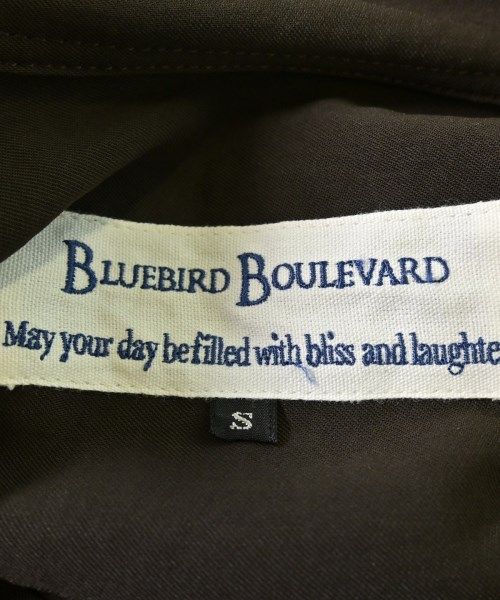 BLUEBIRD BOULEVARD
May your day be filled with bliss and laughte
S